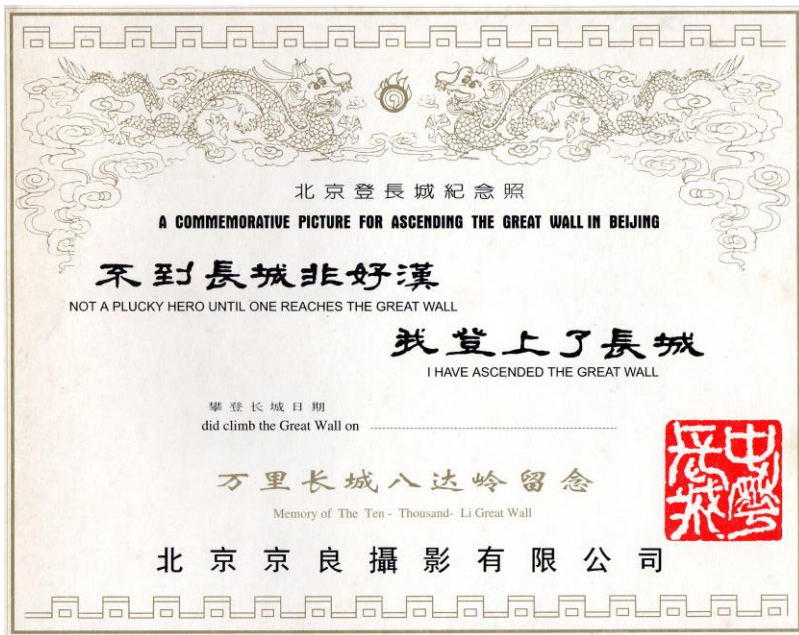 北京登長城紀念照
A COMMEMORATIVE PICTURE FOR ASCENDING THE GREAT WALL IN BEIJING
不到長城非好漢
NOT A PLUCKY HERO UNTIL ONE REACHES THE GREAT WALL
我登上了長城
I HAVE ASCENDED THE GREAT WALL
攀登长城日期
did climb the Great Wall on
万里长城八达岭留念
Memory of The Ten - Thousand- Li Great Wall
北京京良攝影有限公司